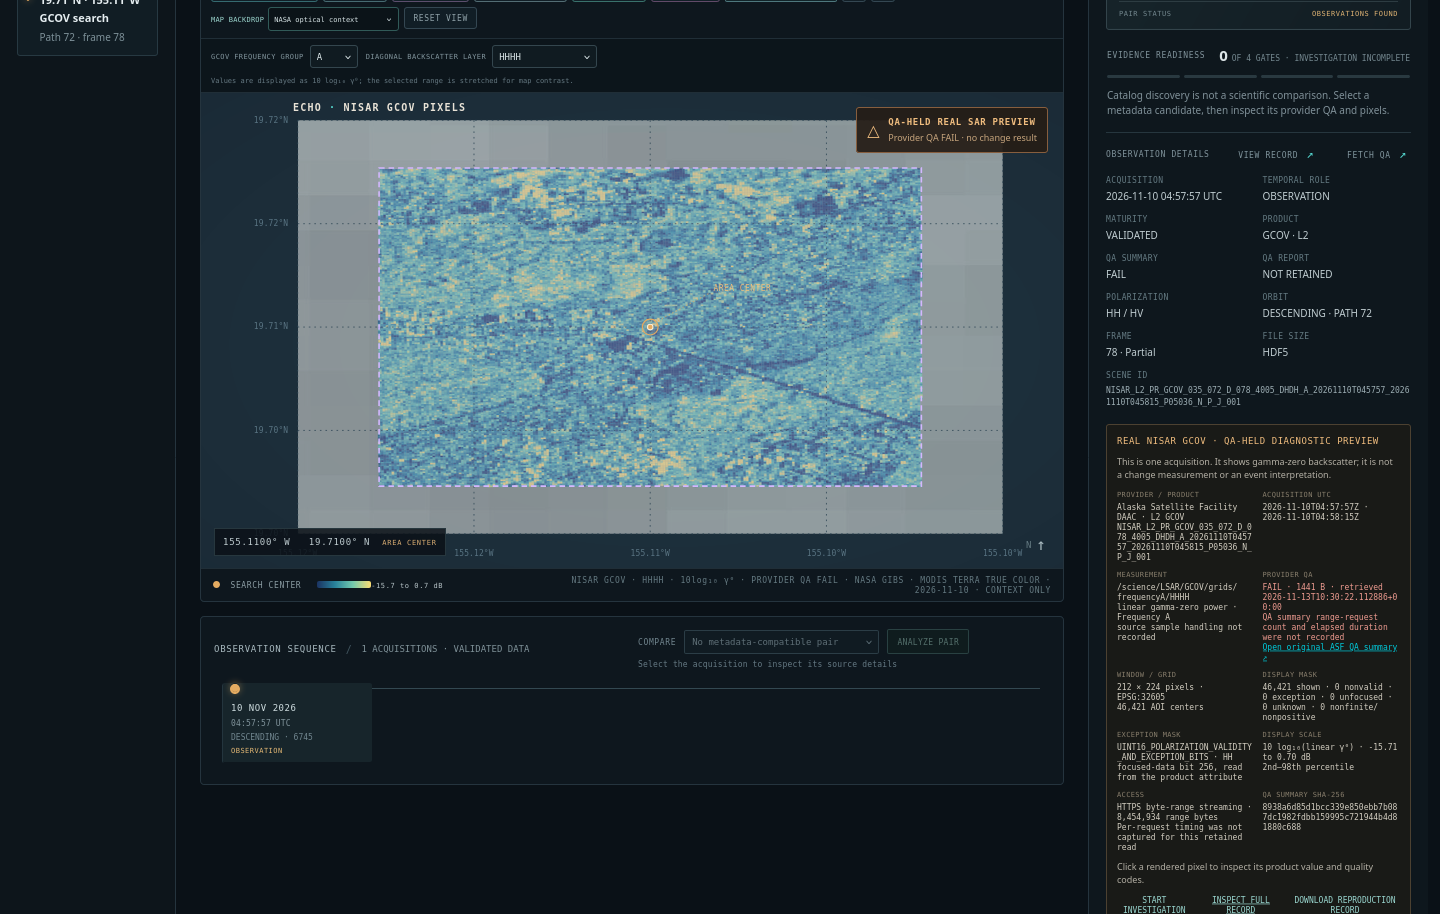 19.71°N · 155.11°W
GCOV search
Path 72 · frame 78
MAP BACKDROP NASA optical context RESET VIEW
GCOV FREQUENCY GROUP A DIAGONAL BACKSCATTER LAYER HHHH
Values are displayed as 10 log₁₀ γ⁰; the selected range is stretched for map contrast.
ECHO · NISAR GCOV PIXELS
QA-HELD REAL SAR PREVIEW
Provider QA FAIL · no change result
19.72°N
19.72°N
AREA CENTER
19.71°N
19.70°N
155.1100° W 19.7100° N AREA CENTER
155.12°W
155.11°W
155.10°W
155.10°W
N ↑
SEARCH CENTER -15.7 to 0.7 dB
NISAR GCOV · HHHH · 10log₁₀ γ⁰ · PROVIDER QA FAIL · NASA GIBS · MODIS TERRA TRUE COLOR ·
2026-11-10 · CONTEXT ONLY
OBSERVATION SEQUENCE / 1 ACQUISITIONS · VALIDATED DATA
COMPARE No metadata-compatible pair ANALYZE PAIR
Select the acquisition to inspect its source details
10 NOV 2026
04:57:57 UTC
DESCENDING · 6745
OBSERVATION
PAIR STATUS OBSERVATIONS FOUND
EVIDENCE READINESS 0 OF 4 GATES · INVESTIGATION INCOMPLETE
Catalog discovery is not a scientific comparison. Select a
metadata candidate, then inspect its provider QA and pixels.
OBSERVATION DETAILS VIEW RECORD ↗ FETCH QA ↗
ACQUISITION TEMPORAL ROLE
2026-11-10 04:57:57 UTC OBSERVATION
MATURITY PRODUCT
VALIDATED GCOV · L2
QA SUMMARY QA REPORT
FAIL NOT RETAINED
POLARIZATION ORBIT
HH / HV DESCENDING · PATH 72
FRAME FILE SIZE
78 · Partial HDF5
SCENE ID
NISAR_L2_PR_GCOV_035_072_D_078_4005_DHDH_A_20261110T045757_2026
1110T045815_P05036_N_P_J_001
REAL NISAR GCOV · QA-HELD DIAGNOSTIC PREVIEW
This is one acquisition. It shows gamma-zero backscatter; it is not
a change measurement or an event interpretation.
PROVIDER / PRODUCT
Alaska Satellite Facility
DAAC · L2 GCOV
NISAR_L2_PR_GCOV_035_072_D_0
78_4005_DHDH_A_20261110T0457
57_20261110T045815_P05036_N_
P_J_001
ACQUISITION UTC
2026-11-10T04:57:57Z ·
2026-11-10T04:58:15Z
MEASUREMENT
/science/LSAR/GCOV/grids/
frequencyA/HHHH
linear gamma-zero power ·
Frequency A
source sample handling not
recorded
PROVIDER QA
FAIL · 1441 B · retrieved
2026-11-13T10:30:22.112886+0
0:00
QA summary range-request
count and elapsed duration
were not recorded
Open original ASF QA summary
↗
WINDOW / GRID
212 × 224 pixels ·
EPSG:32605
46,421 AOI centers
DISPLAY MASK
46,421 shown · 0 nonvalid ·
0 exception · 0 unfocused ·
0 unknown · 0 nonfinite/
nonpositive
EXCEPTION MASK
UINT16_POLARIZATION_VALIDITY
_AND_EXCEPTION_BITS · HH
focused-data bit 256, read
from the product attribute
DISPLAY SCALE
10 log₁₀(linear γ⁰) · -15.71
to 0.70 dB
2nd–98th percentile
ACCESS
HTTPS byte-range streaming ·
8,454,934 range bytes
Per-request timing was not
captured for this retained
read
QA SUMMARY SHA-256
8938a6d85d1bcc339e850ebb7b08
7dc1982fdbb159995c721944b4d8
1880c688
Click a rendered pixel to inspect its product value and quality
codes.
START
INVESTIGATION
INSPECT FULL
RECORD
DOWNLOAD REPRODUCTION
RECORD